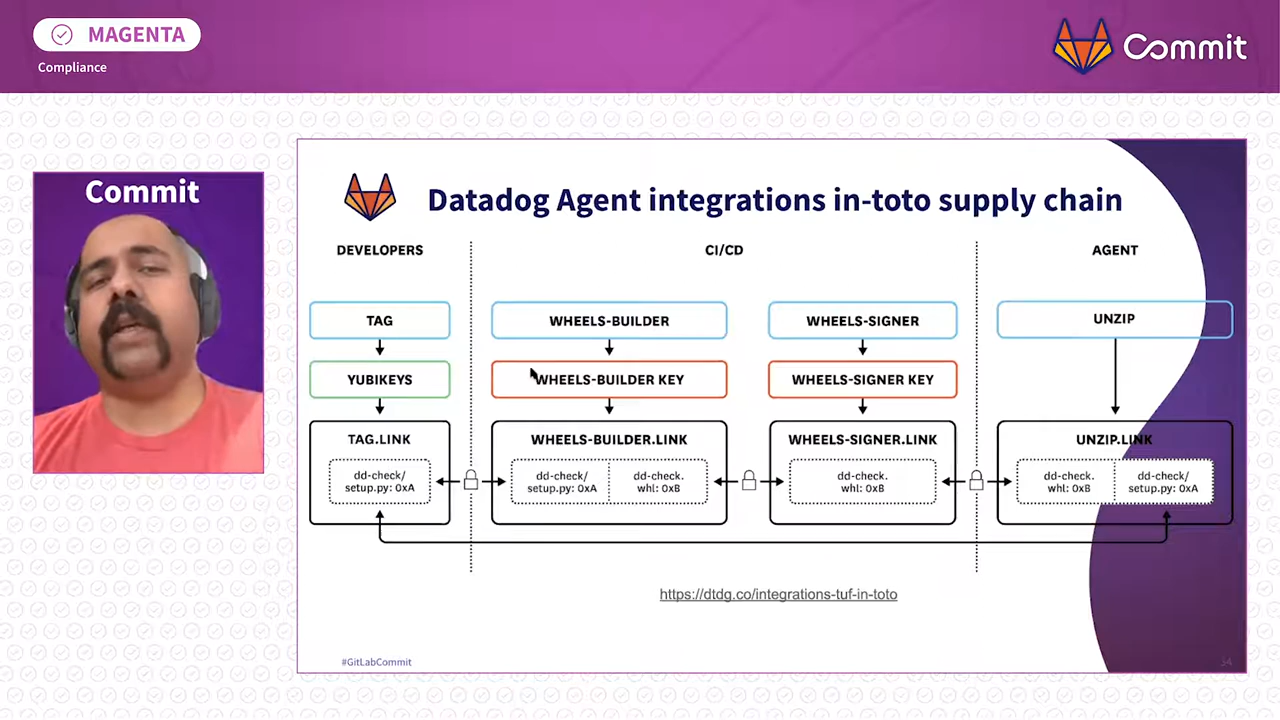 MAGENTA
Compliance
Commit
Commit
Datadog Agent integrations in-toto supply chain
DEVELOPERS
CI/CD
AGENT
TAG
WHEELS-BUILDER
WHEELS-SIGNER
UNZIP
YUBIKEYS
WHEELS-BUILDER KEY
WHEELS-SIGNER KEY
TAG.LINK
WHEELS-BUILDER.LINK
WHEELS-SIGNER.LINK
UNZIP.LINK
dd-check/
setup.py: 0xA
dd-check/
setup.py: 0xA
dd-check.
whl: 0xB
dd-check.
whl: 0xB
dd-check.
whl: 0xB
dd-check/
setup.py: 0xA
https://dtdg.co/integrations-tuf-in-toto
#GitLabCommit
34